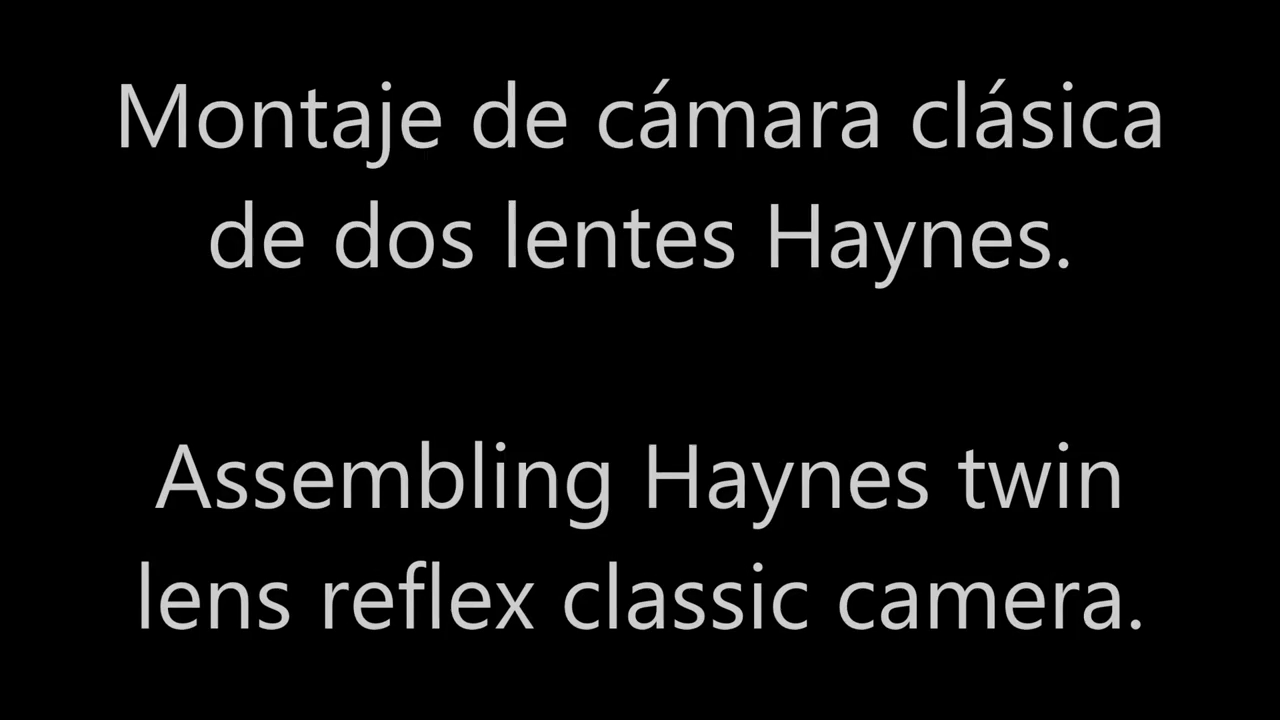 Montaje de cámara clásica
de dos lentes Haynes.
Assembling Haynes twin
lens reflex classic camera.